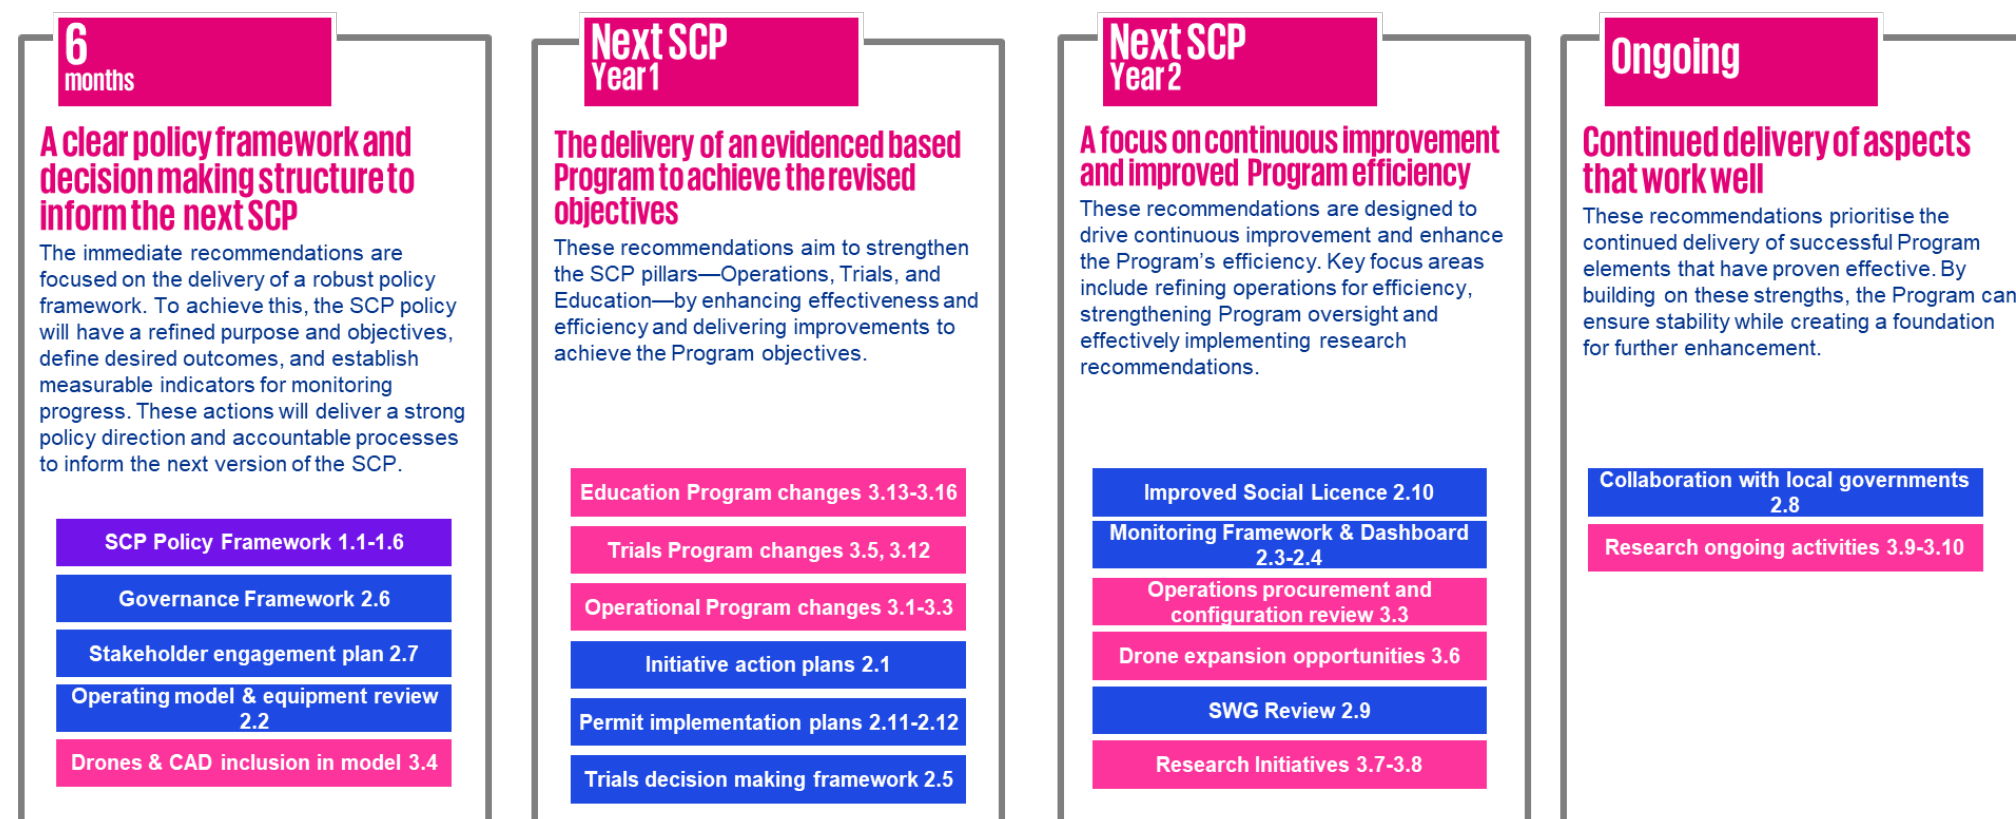 6
months
A clear policy framework and
decision making structure to
inform the next SCP
The immediate recommendations are
focused on the delivery of a robust policy
framework. To achieve this, the SCP policy
will have a refined purpose and objectives,
define desired outcomes, and establish
measurable indicators for monitoring
progress. These actions will deliver a strong
policy direction and accountable processes
to inform the next version of the SCP.
SCP Policy Framework 1.1-1.6
Governance Framework 2.6
Stakeholder engagement plan 2.7
Operating model & equipment review
2.2
Drones & CAD inclusion in model 3.4
Next SCP
Year 1
The delivery of an evidenced based
Program to achieve the revised
objectives
These recommendations aim to strengthen
the SCP pillars—Operations, Trials, and
Education—by enhancing effectiveness and
efficiency and delivering improvements to
achieve the Program objectives.
Education Program changes 3.13-3.16
Trials Program changes 3.5, 3.12
Operational Program changes 3.1-3.3
Initiative action plans 2.1
Permit implementation plans 2.11-2.12
Trials decision making framework 2.5
Next SCP
Year 2
A focus on continuous improvement
and improved Program efficiency
These recommendations are designed to
drive continuous improvement and enhance
the Program's efficiency. Key focus areas
include refining operations for efficiency,
strengthening Program oversight and
effectively implementing research
recommendations.
Improved Social Licence 2.10
Monitoring Framework & Dashboard
2.3-2.4
Operations procurement and
configuration review 3.3
Drone expansion opportunities 3.6
SWG Review 2.9
Research Initiatives 3.7-3.8
Ongoing
Continued delivery of aspects
that work well
These recommendations prioritise the
continued delivery of successful Program
elements that have proven effective. By
building on these strengths, the Program can
ensure stability while creating a foundation
for further enhancement.
Collaboration with local governments
2.8
Research ongoing activities 3.9-3.10